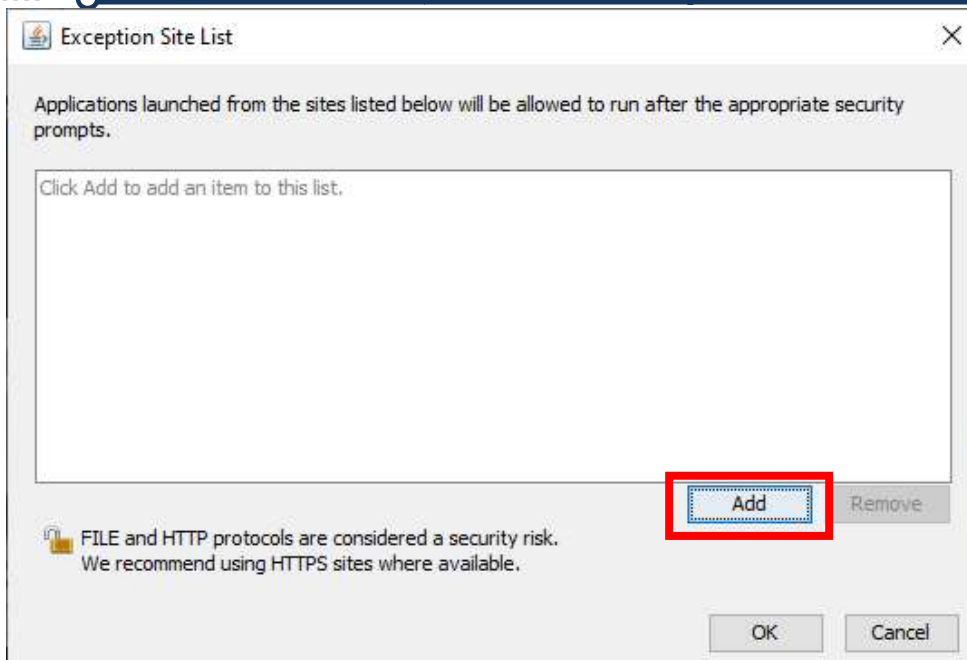 Exception Site List
Applications launched from the sites listed below will be allowed to run after the appropriate security
prompts.
Click Add to add an item to this list.
Add
Remove
FILE and HTTP protocols are considered a security risk.
We recommend using HTTPS sites where available.
OK
Cancel